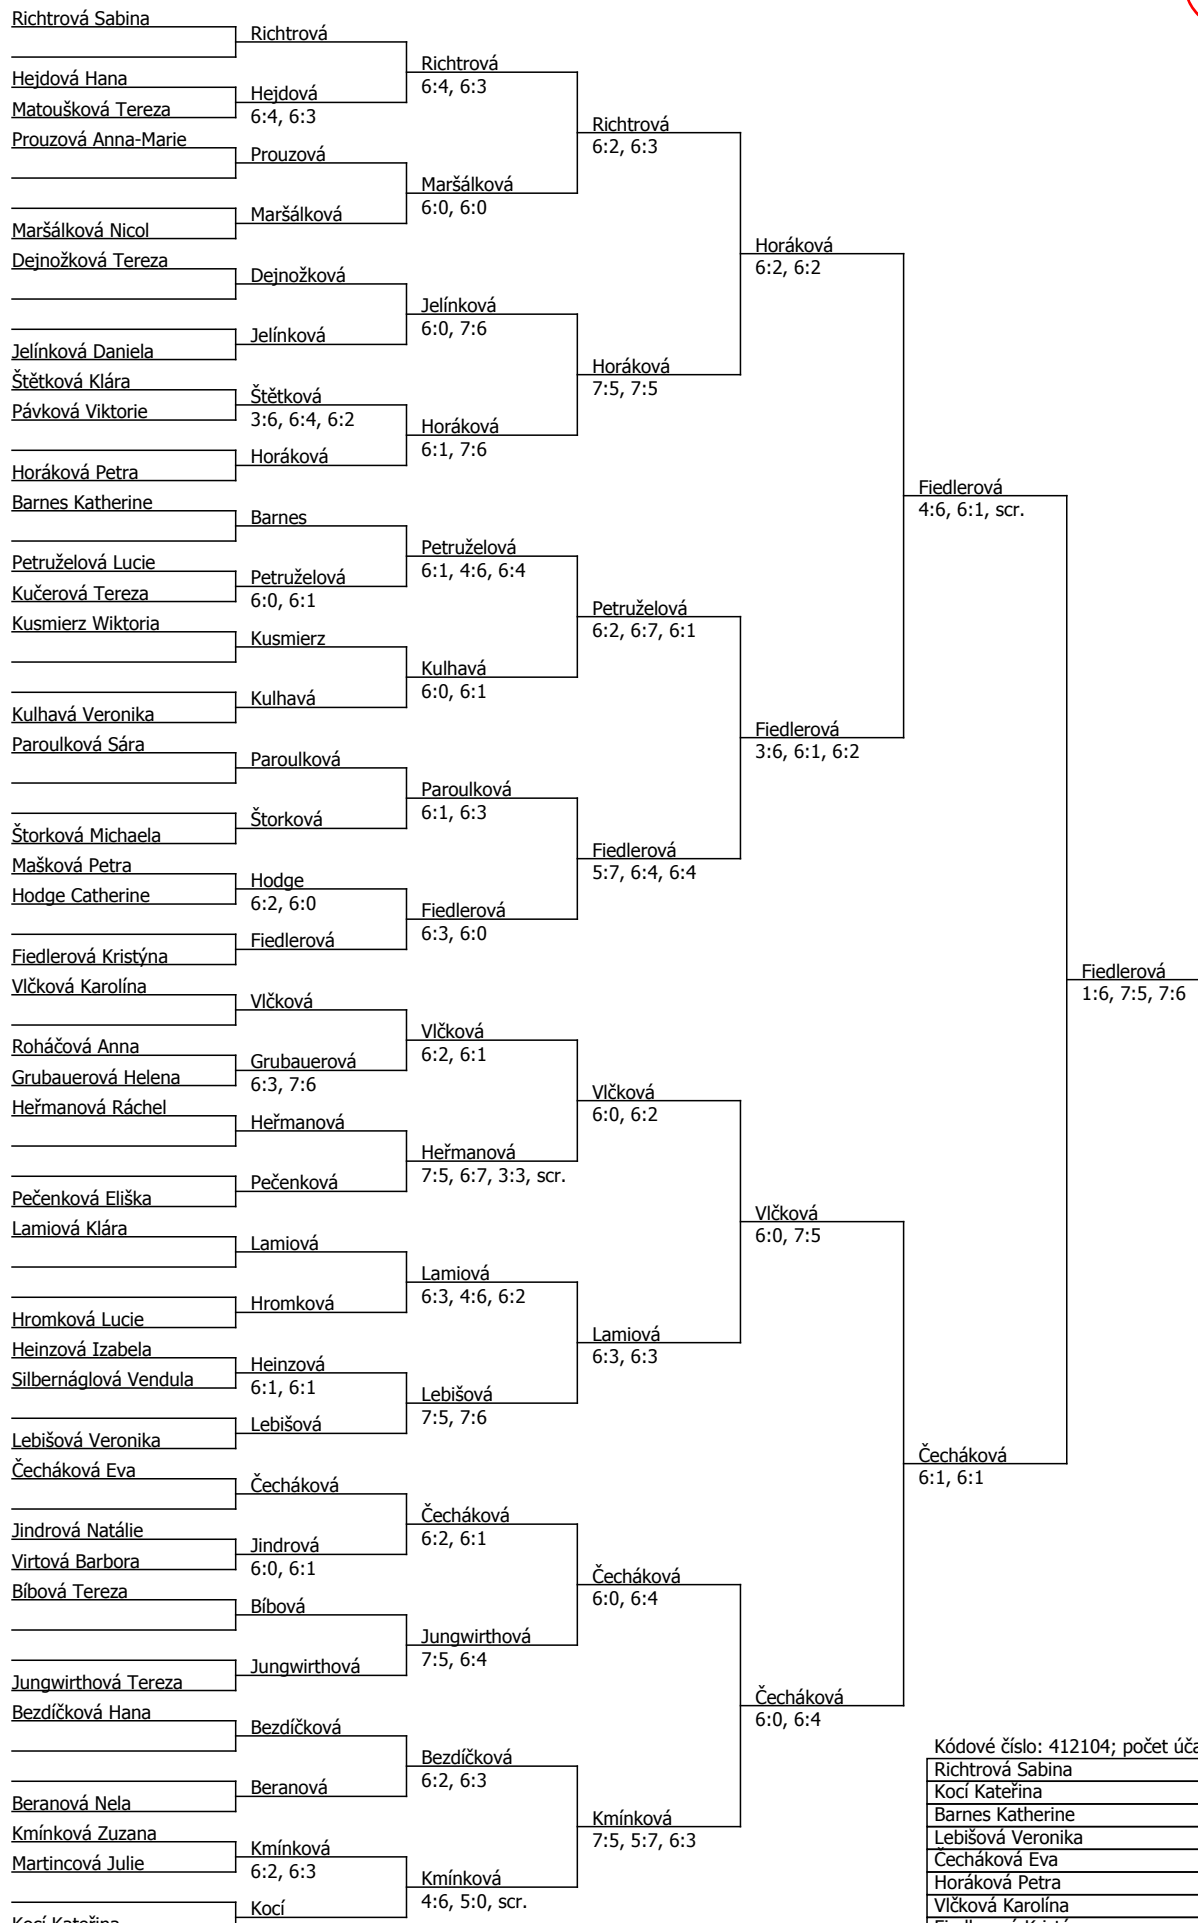 Richtrová Sabina
Hejdová Hana
Matoušková Tereza
Prouzová Anna-Marie
Maršálková Nicol
Dejnožková Tereza
Jelínková Daniela
Štětková Klára
Pávková Viktorie
Horáková Petra
Barnes Katherine
Petruželová Lucie
Kučerová Tereza
Kusmierz Wiktoria
Kulhavá Veronika
Paroulková Sára
Štorková Michaela
Mašková Petra
Hodge Catherine
Fiedlerová Kristýna
Vlčková Karolína
Roháčová Anna
Grubauerová Helena
Heřmanová Ráchel
Pečenková Eliška
Lamiová Klára
Hromková Lucie
Heinzová Izabela
Silbernáglová Vendula
Lebišová Veronika
Čecháková Eva
Jindrová Natálie
Virtová Barbora
Bíbová Tereza
Jungwirthová Tereza
Bezdíčková Hana
Beranová Nela
Kmínková Zuzana
Martincová Julie
Kocí Kateřina
Richtrová
Hejdová
6:4, 6:3
Prouzová
Maršálková
Dejnožková
Jelínková
Štětková
3:6, 6:4, 6:2
Horáková
Barnes
Petruželová
6:0, 6:1
Kusmierz
Kulhavá
Paroulková
Štorková
Hodge
6:2, 6:0
Fiedlerová
Vlčková
Grubauerová
6:3, 7:6
Heřmanová
Pečenková
Lamiová
Hromková
Heinzová
6:1, 6:1
Lebišová
Čecháková
Jindrová
6:0, 6:1
Bíbová
Jungwirthová
Bezdíčková
Beranová
Kmínková
6:2, 6:3
Kocí
Richtrová
6:4, 6:3
Maršálková
6:0, 6:0
Jelínková
6:0, 7:6
Horáková
6:1, 7:6
Petruželová
6:1, 4:6, 6:4
Kulhavá
6:0, 6:1
Paroulková
6:1, 6:3
Fiedlerová
6:3, 6:0
Vlčková
6:2, 6:1
Heřmanová
7:5, 6:7, 3:3, scr.
Lamiová
6:3, 4:6, 6:2
Lebišová
7:5, 7:6
Čecháková
6:2, 6:1
Jungwirthová
7:5, 6:4
Bezdíčková
6:2, 6:3
Kmínková
4:6, 5:0, scr.
Richtrová
6:2, 6:3
Horáková
7:5, 7:5
Petruželová
6:2, 6:7, 6:1
Fiedlerová
5:7, 6:4, 6:4
Vlčková
6:0, 6:2
Lamiová
6:3, 6:3
Čecháková
6:0, 6:4
Kmínková
7:5, 5:7, 6:3
Horáková
6:2, 6:2
Fiedlerová
3:6, 6:1, 6:2
Vlčková
6:0, 7:5
Čecháková
6:0, 6:4
Fiedlerová
4:6, 6:1, scr.
Čecháková
6:1, 6:1
Fiedlerová
1:6, 7:5, 7:6
Kódové číslo: 412104; počet úča
Richtrová Sabina
Kocí Kateřina
Barnes Katherine
Lebišová Veronika
Čecháková Eva
Horáková Petra
Vlčková Karolína